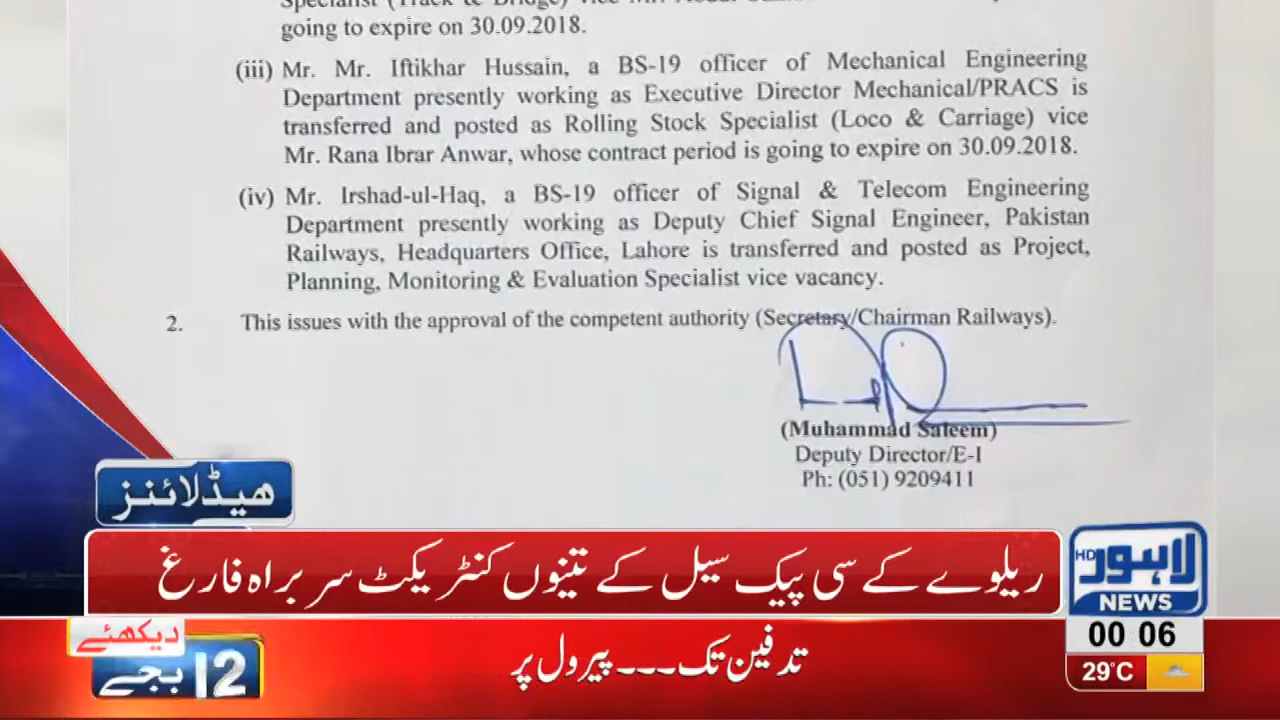 going to expire on 30.09.2018.
(iii) Mr. Mr. Iftikhar Hussain, a BS-19 officer of Mechanical Engineering
Department presently working as Executive Director Mechanical/PRACS is
transferred and posted as Rolling Stock Specialist (Loco & Carriage) vice
Mr. Rana Ibrar Anwar, whose contract period is going to expire on 30.09.2018.
(iv) Mr. Irshad-ul-Haq, a BS-19 officer of Signal & Telecom Engineering
Department presently working as Deputy Chief Signal Engineer, Pakistan
Railways, Headquarters Office, Lahore is transferred and posted as Project,
Planning, Monitoring & Evaluation Specialist vice vacancy.
2. This issues with the approval of the competent authority (Secretary/Chairman Railways).
(Muhammad Saleem)
Deputy Director/E-I
Ph: (051) 9209411
ھیڈلائنز
ریلوے کے سی پیک سیل کے تینوں کنٹریکٹ سربراہ فارغ
لاہور HD
NEWS
00 06
29°C
دیکھئے
12 بجے
تدفین تک۔۔۔ پیرول پر